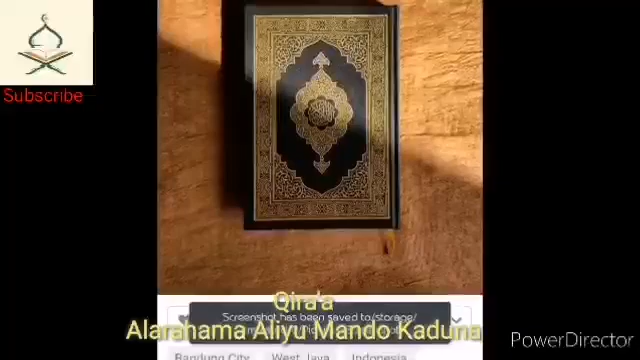 Subscribe
Qira'a
Screenshot has been saved to/storage/
Alarahama Aliyu Mando Kaduna
PowerDirector
Bandung City West Java Indonesia